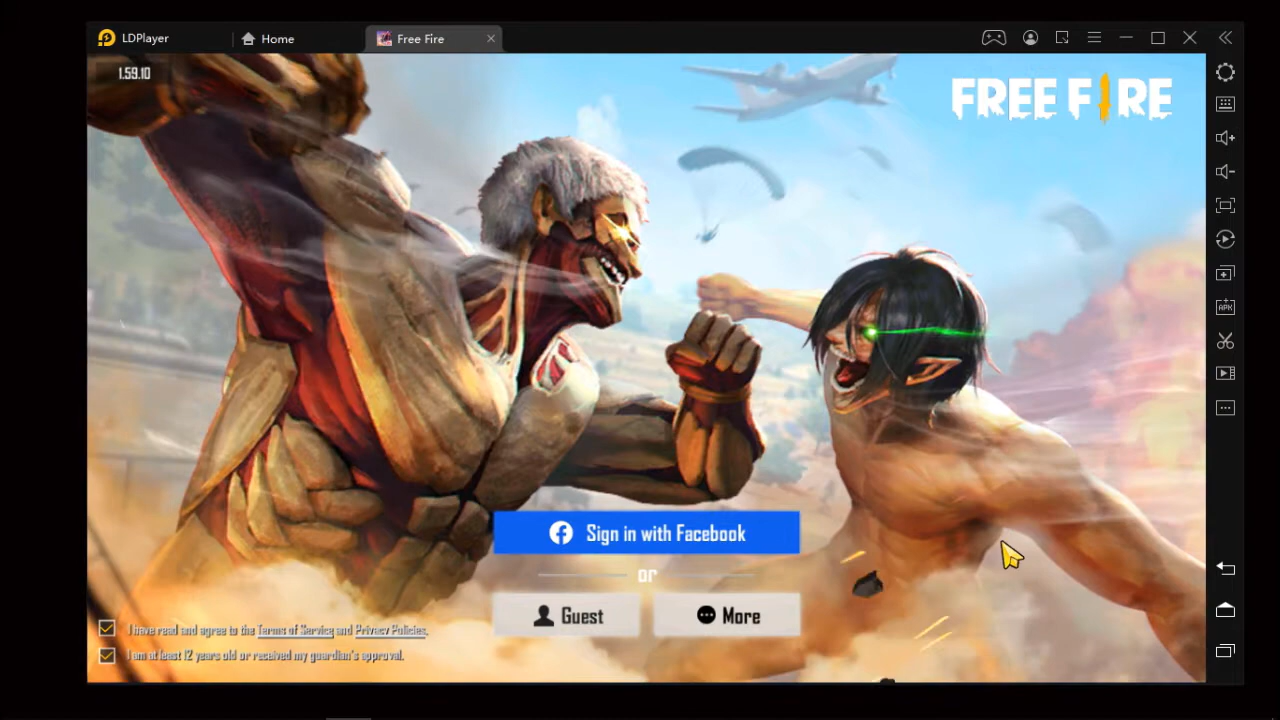 LDPlayer
Home
Free Fire
1.59.10
FREE FIRE
APK
Sign in with Facebook
or
Guest
More
I have read and agree to the Terms of Service and Privacy Policies.
I am at least 12 years old or received my guardian's approval.